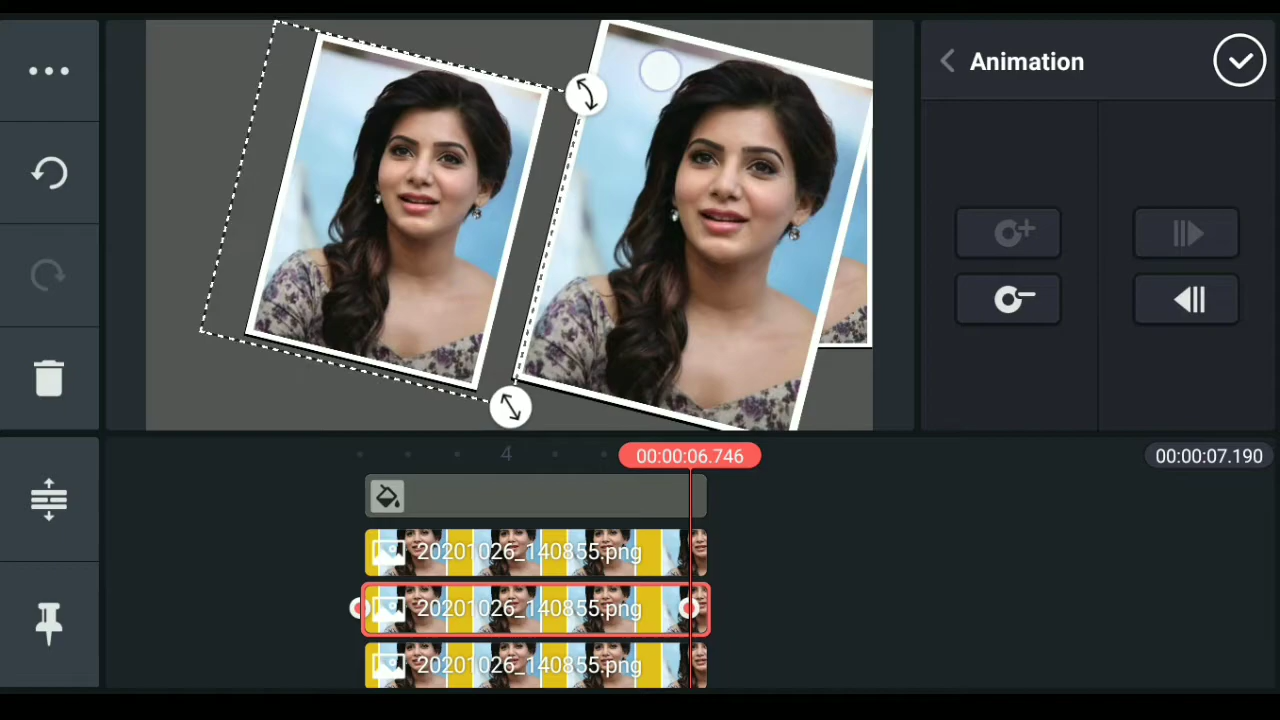 Animation
4
00:00:06.746
00:00:07.190
20201026_140855.png
20201026_140855.png
20201026_140855.png